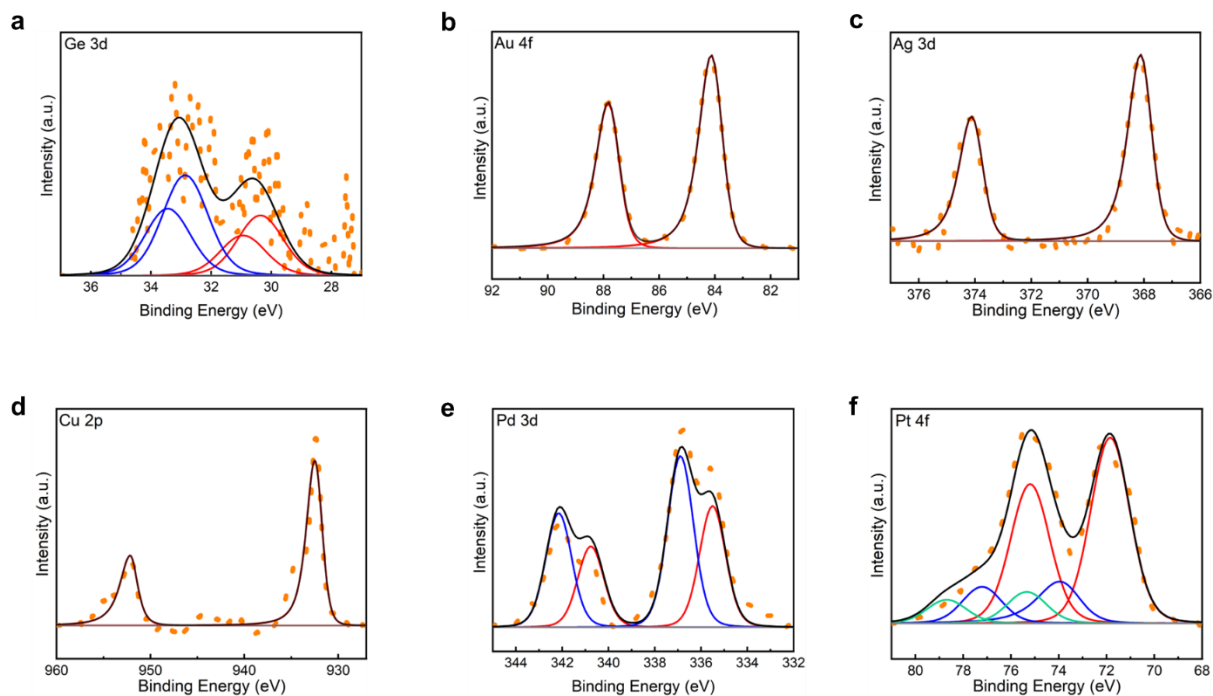 a
Ge 3d
Intensity (a.u.)
36 34 32 30 28
Binding Energy (eV)
b
Au 4f
Intensity (a.u.)
92 90 88 86 84 82
Binding Energy (eV)
c
Ag 3d
Intensity (a.u.)
376 374 372 370 368 366
Binding Energy (eV)
d
Cu 2p
Intensity (a.u.)
960 950 940 930
Binding Energy (eV)
e
Pd 3d
Intensity (a.u.)
344 342 340 338 336 334 332
Binding Energy (eV)
f
Pt 4f
Intensity (a.u.)
80 78 76 74 72 70 68
Binding Energy (eV)